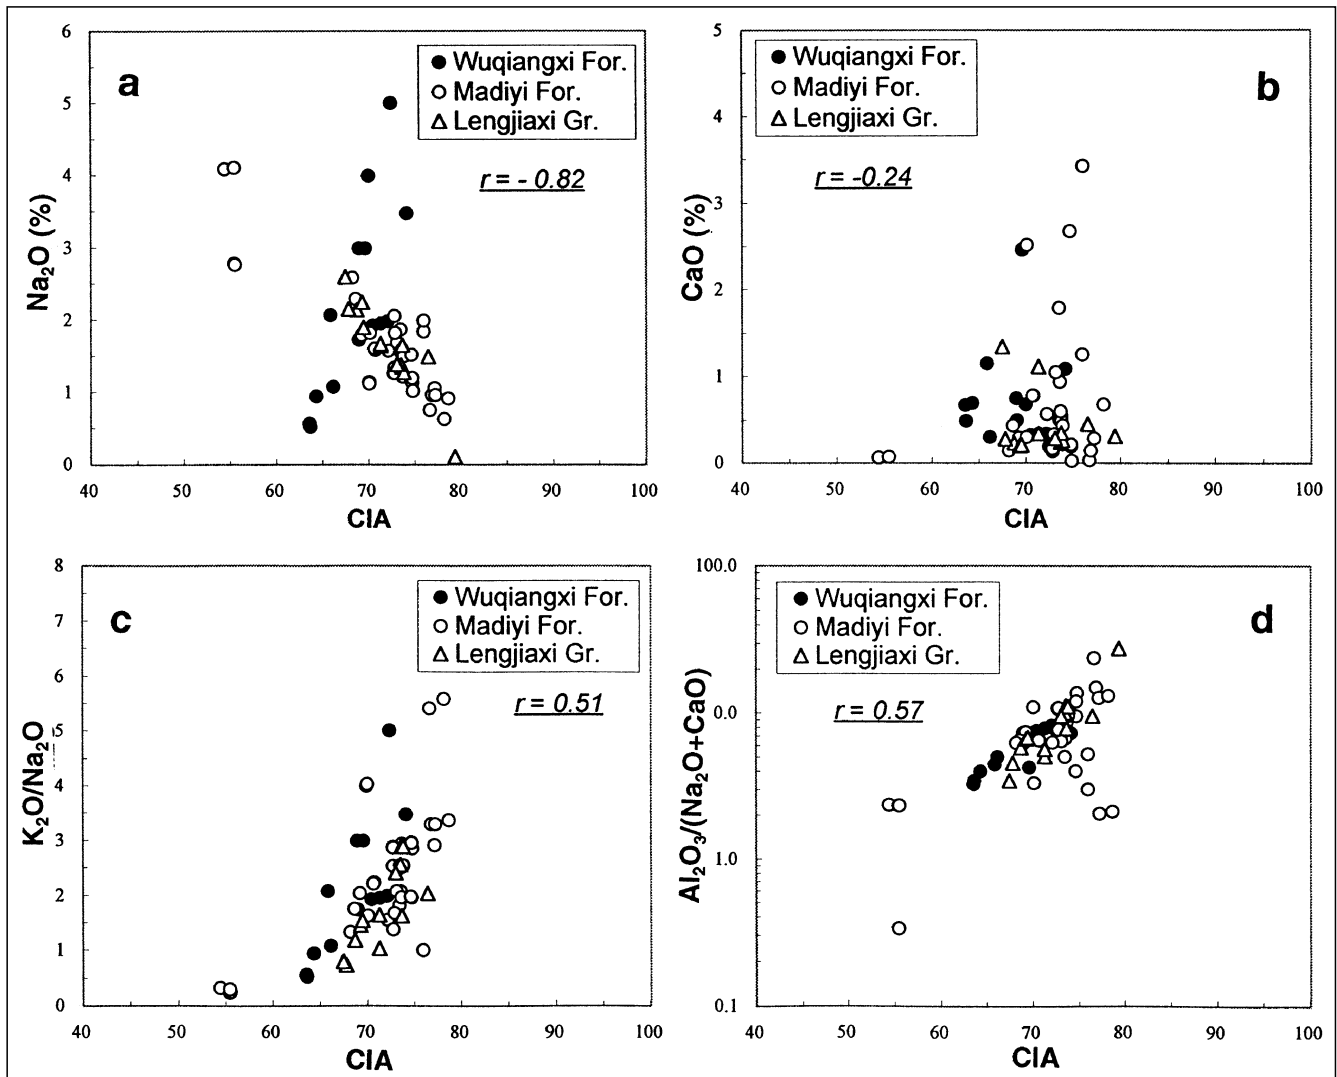 6
5
4
3
2
1
0
40 50 60 70 80 90 100
CIA
Na₂O (%)
a
● Wuqiangxi For.
○ Madiyi For.
△ Lengjiaxi Gr.
r = - 0.82
5
4
3
2
1
0
40 50 60 70 80 90 100
CIA
CaO (%)
b
● Wuqiangxi For.
○ Madiyi For.
△ Lengjiaxi Gr.
r = -0.24
8
7
6
5
4
3
2
1
0
40 50 60 70 80 90 100
CIA
K₂O/Na₂O
c
● Wuqiangxi For.
○ Madiyi For.
△ Lengjiaxi Gr.
r = 0.51
100.0
0.0
1.0
0.1
40 50 60 70 80 90 100
CIA
Al₂O₃/(Na₂O+CaO)
d
● Wuqiangxi For.
○ Madiyi For.
△ Lengjiaxi Gr.
r = 0.57